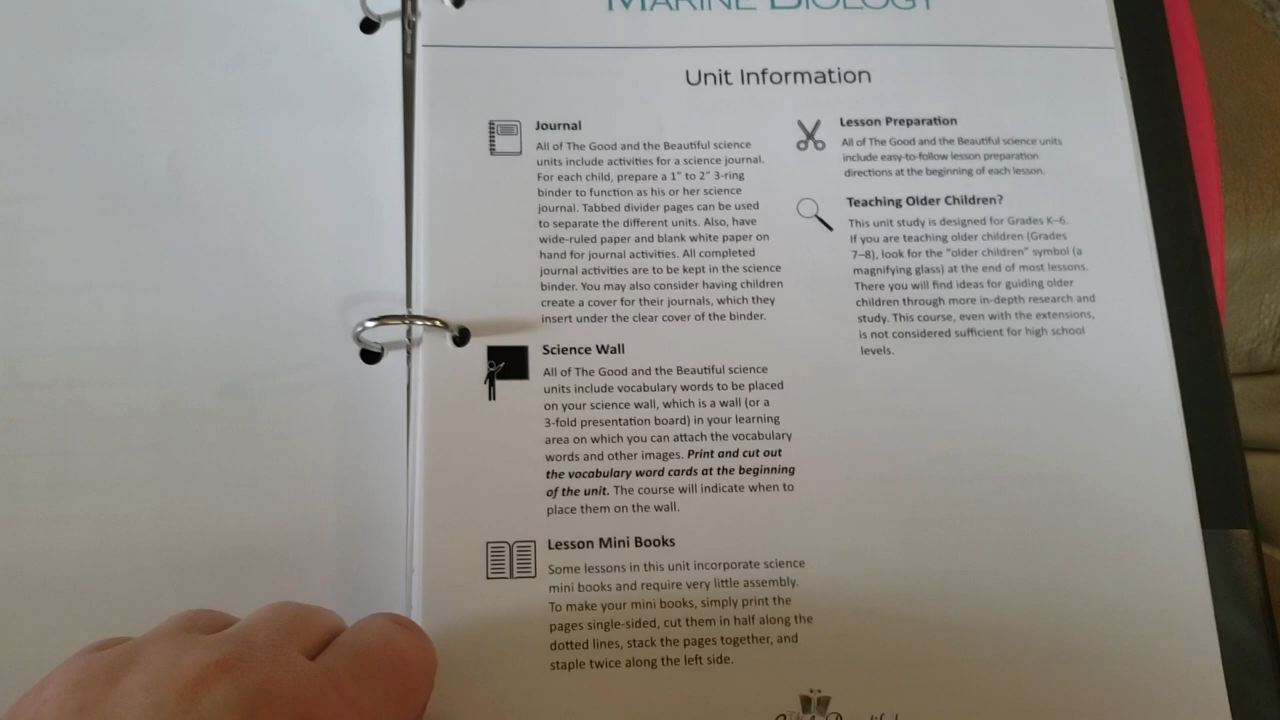 MARINE BIOLOGY
Unit Information
Journal
All of The Good and the Beautiful science
units include activities for a science journal.
For each child, prepare a 1" to 2" 3-ring
binder to function as his or her science
journal. Tabbed divider pages can be used
to separate the different units. Also, have
wide-ruled paper and blank white paper on
hand for journal activities. All completed
journal activities are to be kept in the science
binder. You may also consider having children
create a cover for their journals, which they
insert under the clear cover of the binder.
Science Wall
All of The Good and the Beautiful science
units include vocabulary words to be placed
on your science wall, which is a wall (or a
3-fold presentation board) in your learning
area on which you can attach the vocabulary
words and other images. Print and cut out
the vocabulary word cards at the beginning
of the unit. The course will indicate when to
place them on the wall.
Lesson Mini Books
Some lessons in this unit incorporate science
mini books and require very little assembly.
To make your mini books, simply print the
pages single-sided, cut them in half along the
dotted lines, stack the pages together, and
staple twice along the left side.
Lesson Preparation
All of The Good and the Beautiful science units
include easy-to-follow lesson preparation
directions at the beginning of each lesson.
Teaching Older Children?
This unit study is designed for Grades K–6.
If you are teaching older children (Grades
7–8), look for the "older children" symbol (a
magnifying glass) at the end of most lessons.
There you will find ideas for guiding older
children through more in-depth research and
study. This course, even with the extensions,
is not considered sufficient for high school
levels.